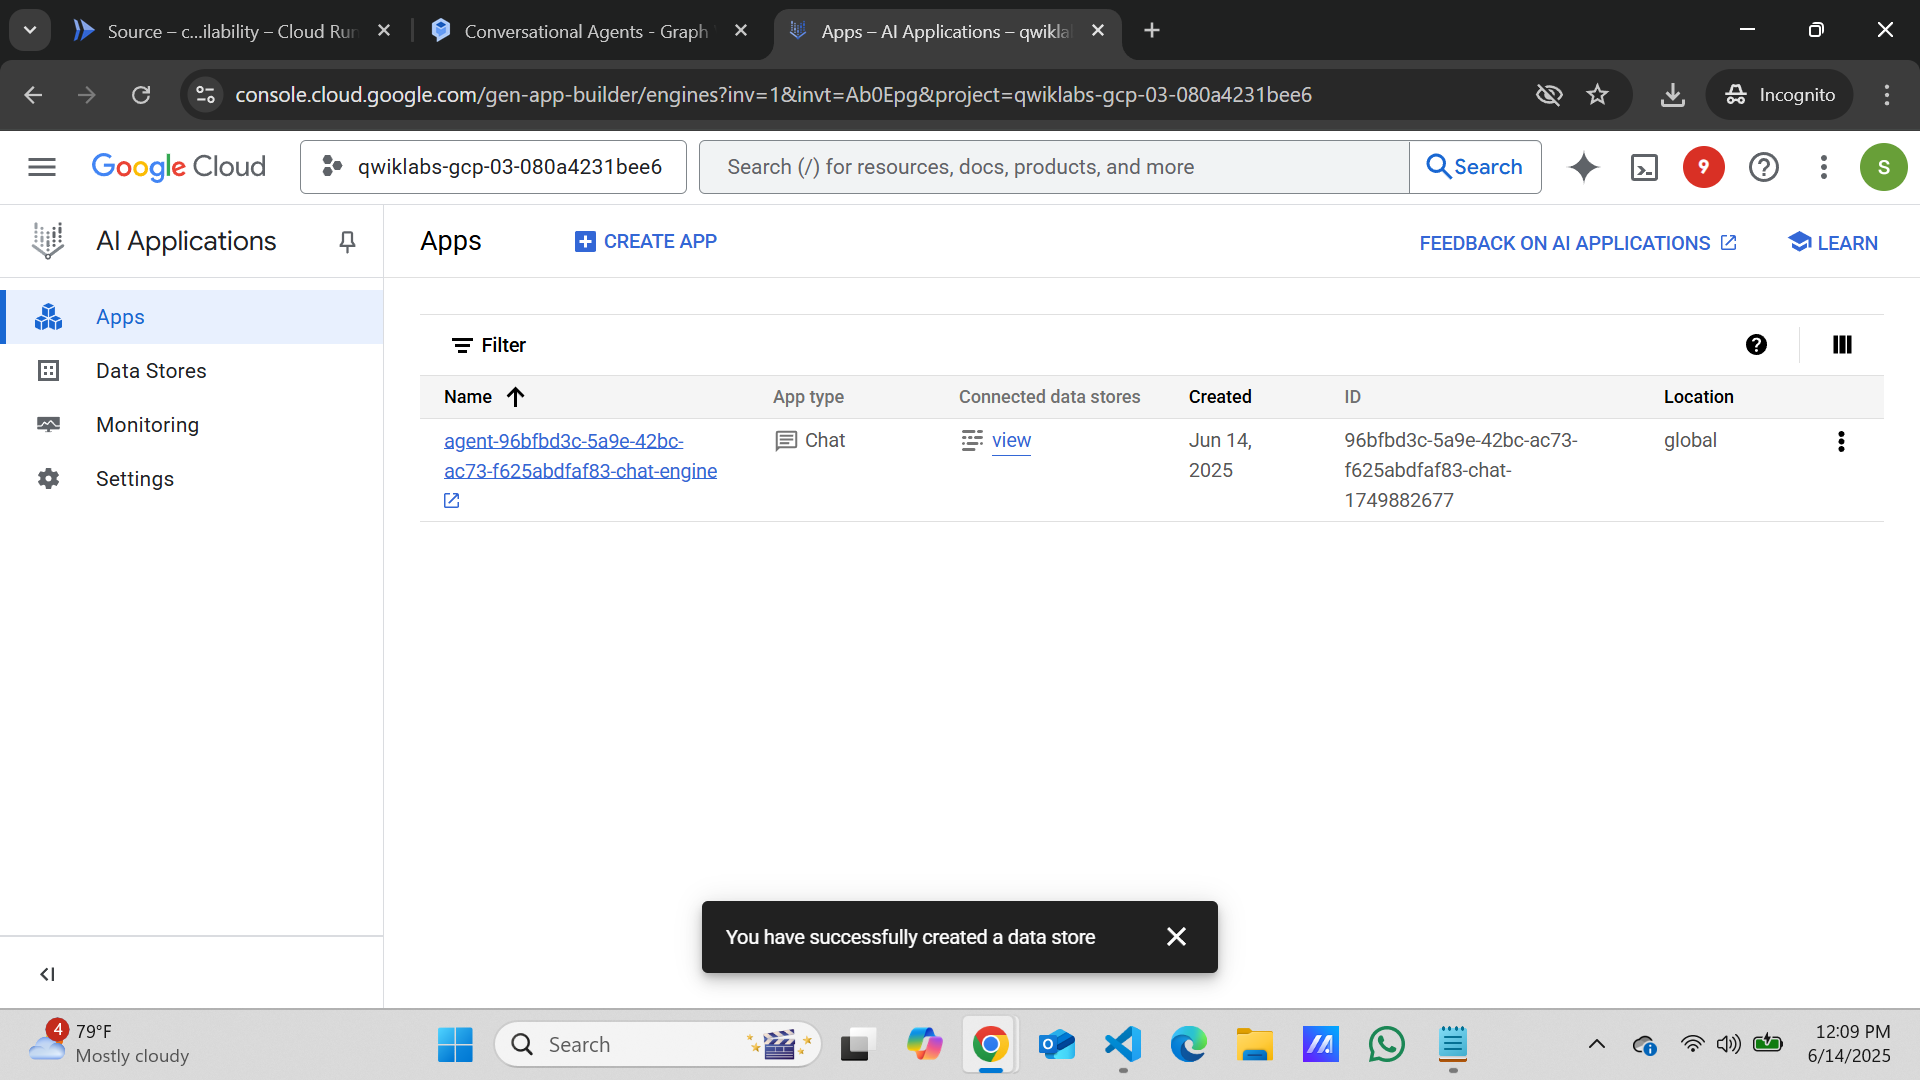 Source – c...ilability – Cloud Run
Conversational Agents - Graph
Apps – AI Applications – qwikla
console.cloud.google.com/gen-app-builder/engines?inv=1&invt=Ab0Epg&project=qwiklabs-gcp-03-080a4231bee6
Incognito
Google Cloud
qwiklabs-gcp-03-080a4231bee6
Search (/) for resources, docs, products, and more
Search
9
S
AI Applications
Apps
CREATE APP
FEEDBACK ON AI APPLICATIONS
LEARN
Apps
Data Stores
Monitoring
Settings
Filter
Name
App type
Connected data stores
Created
ID
Location
agent-96bfbd3c-5a9e-42bc-
ac73-f625abdfaf83-chat-engine
Chat
view
Jun 14,
2025
96bfbd3c-5a9e-42bc-ac73-
f625abdfaf83-chat-
1749882677
global
You have successfully created a data store
4
79°F
Mostly cloudy
Search
12:09 PM
6/14/2025